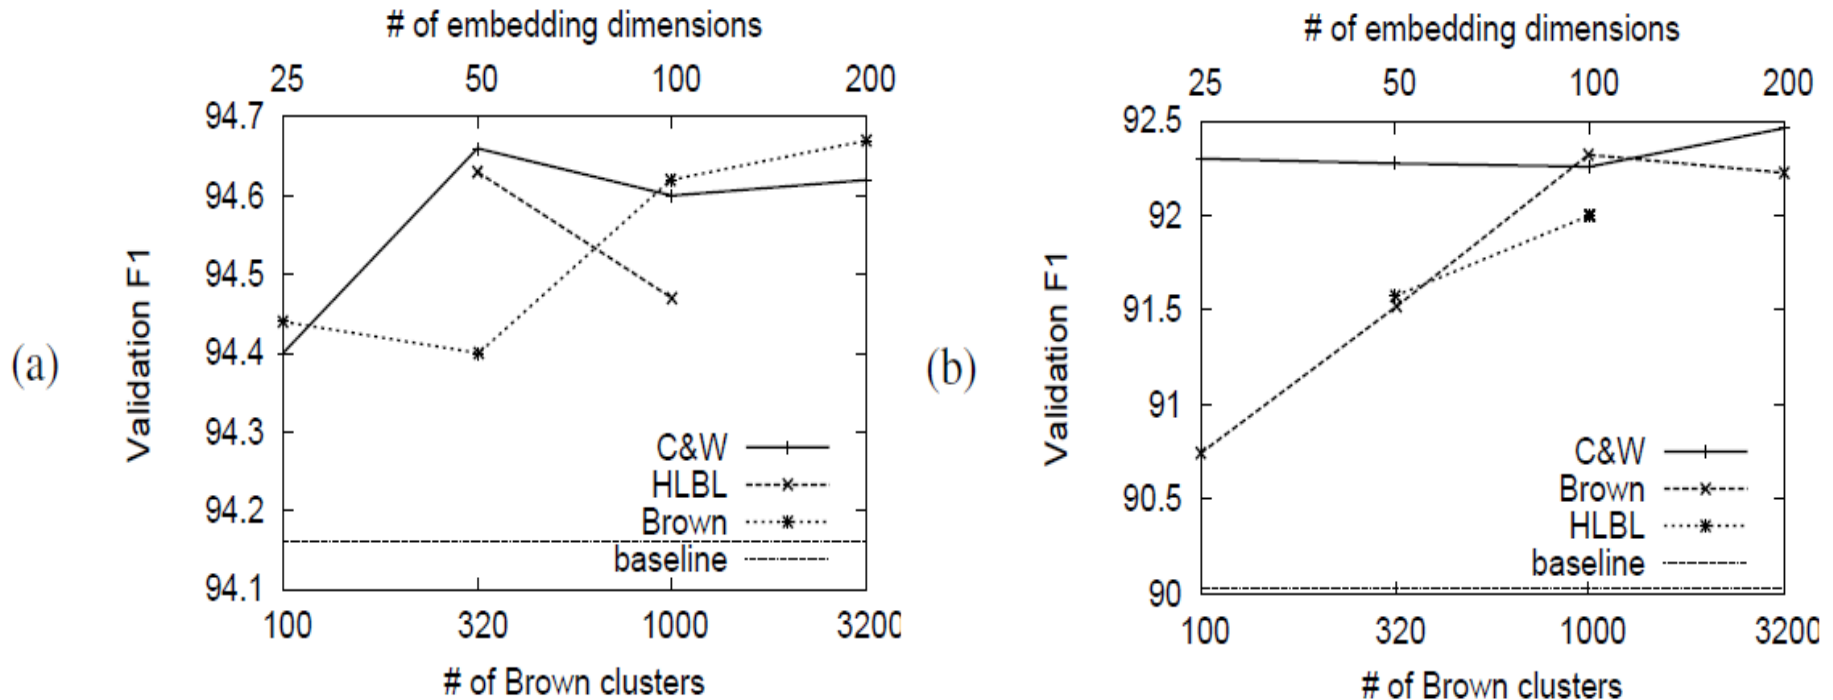 # of embedding dimensions
25 50 100 200
94.7
94.6
94.5
94.4
94.3
94.2
94.1
Validation F1
(a)
C&W
HLBL
Brown
baseline
100 320 1000 3200
# of Brown clusters
# of embedding dimensions
25 50 100 200
92.5
92
91.5
91
90.5
90
Validation F1
(b)
C&W
Brown
HLBL
baseline
100 320 1000 3200
# of Brown clusters